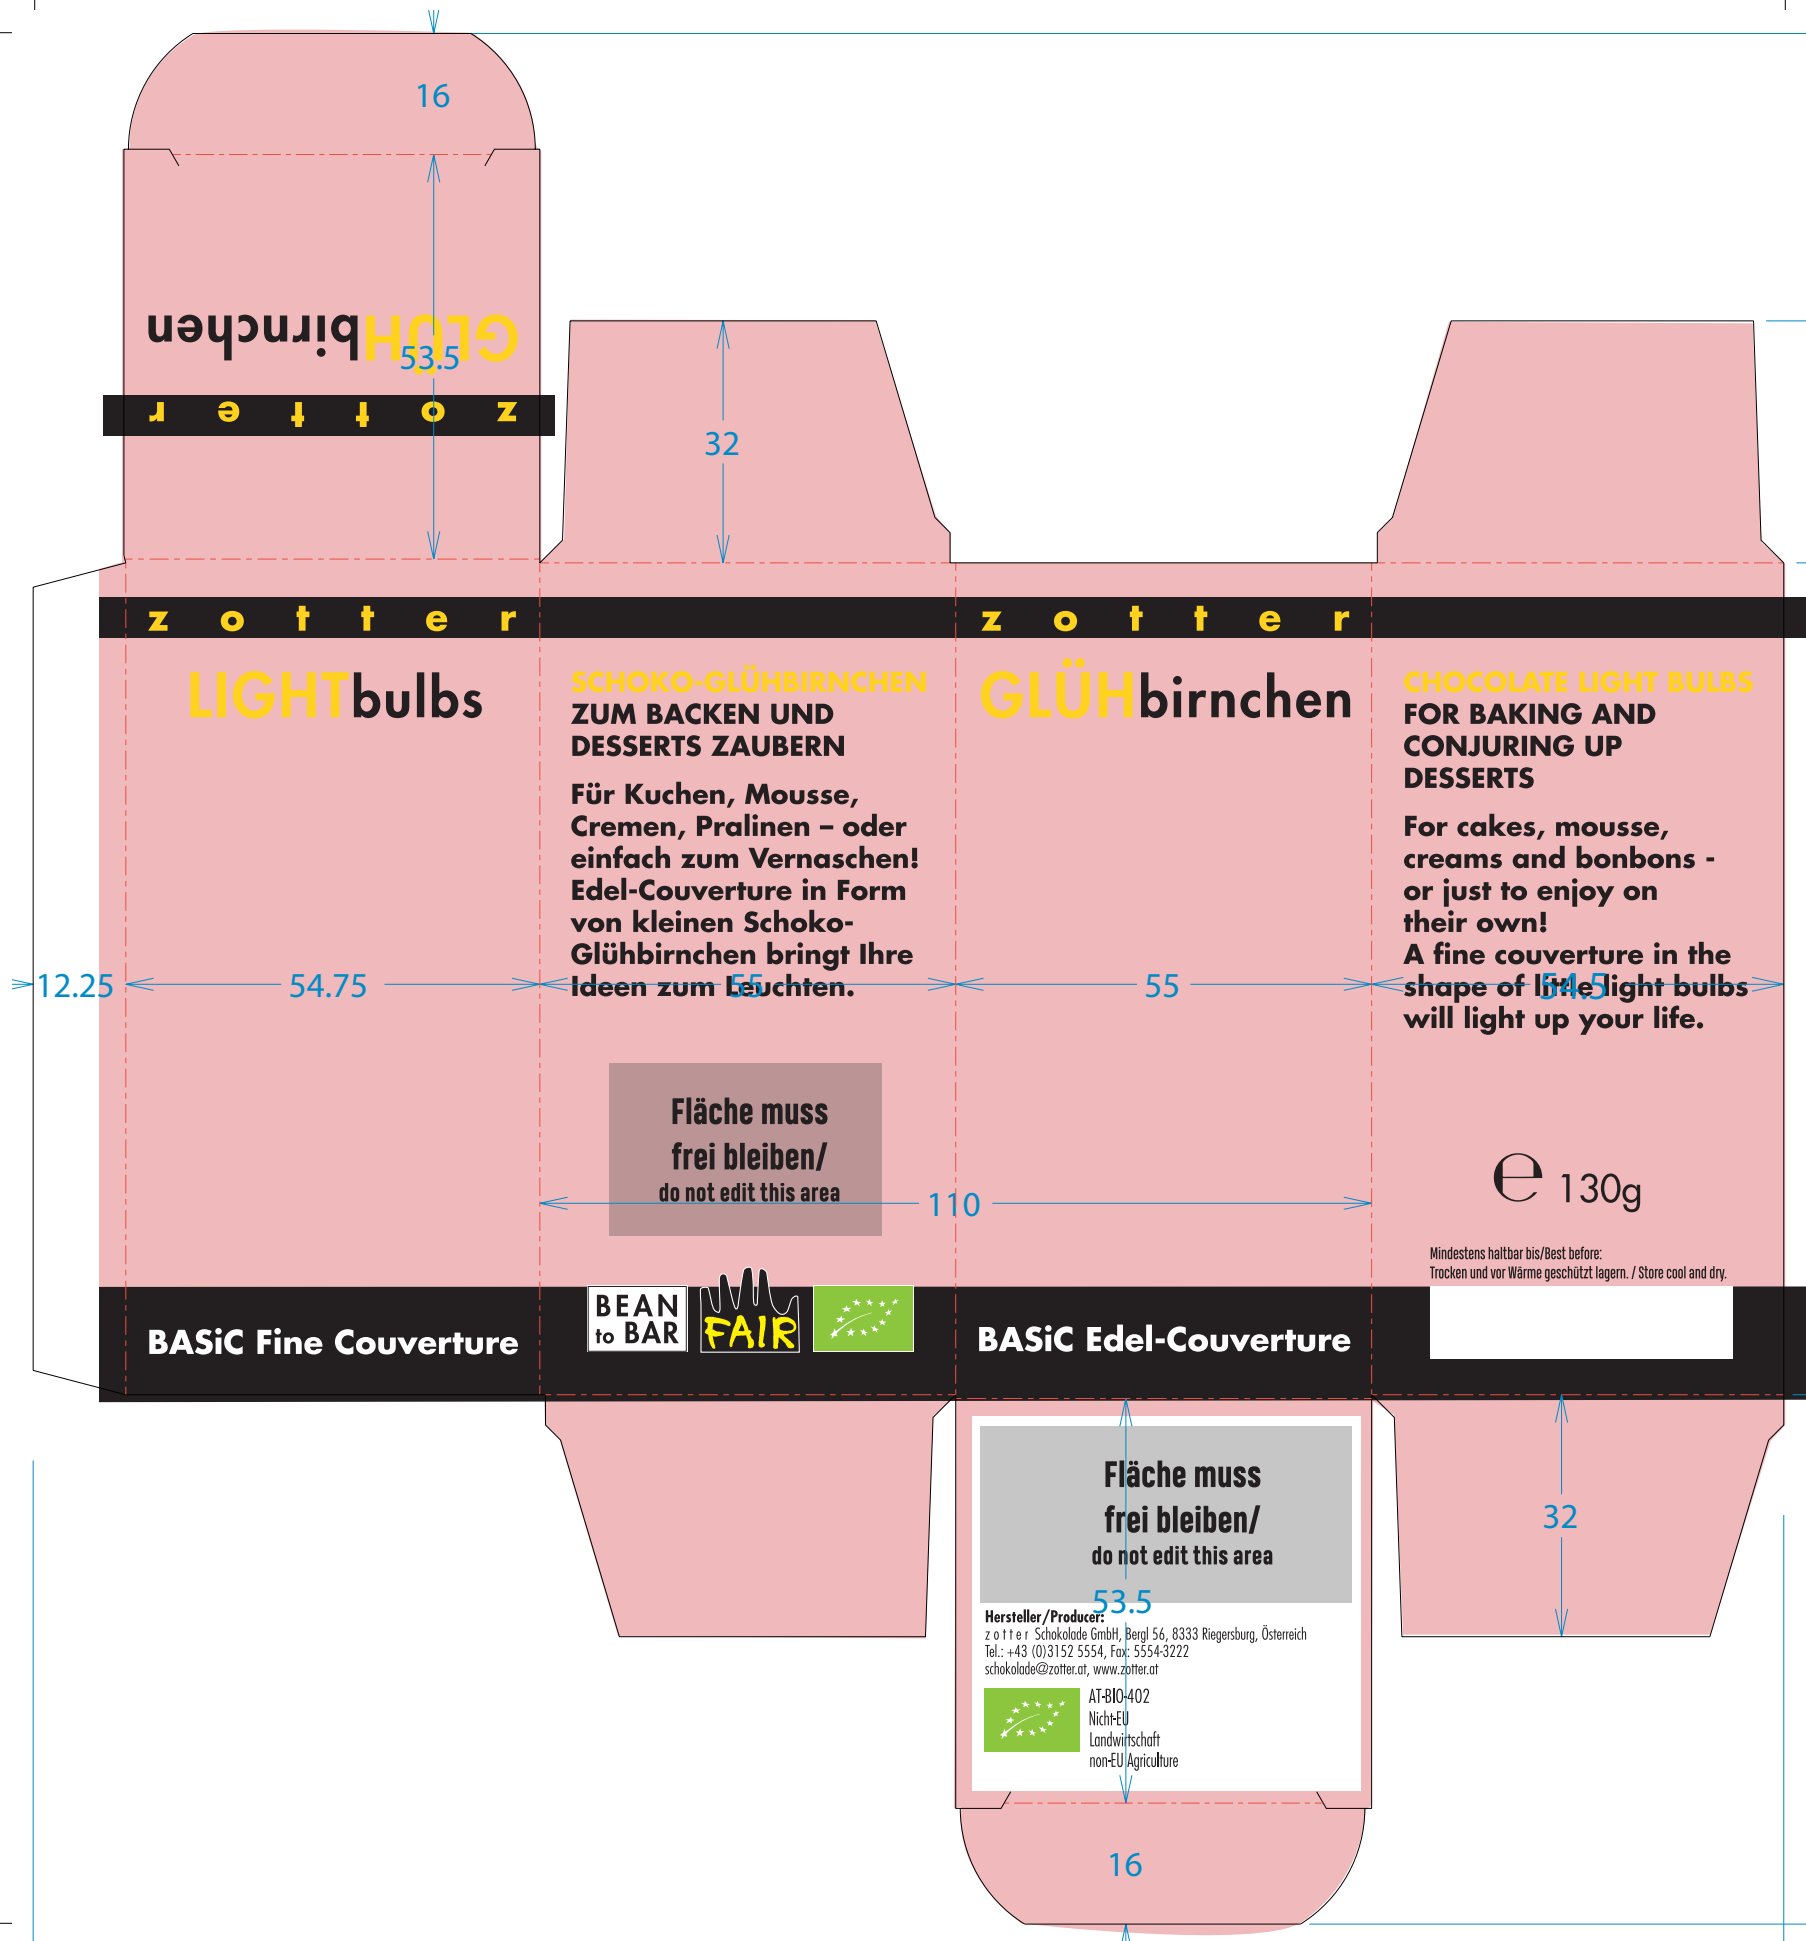 16
GLÜHbirnchen
53.5
zotter
32
zotter
LIGHTbulbs
12.25
54.75
BASiC Fine Couverture
SCHOKO-GLÜHBIRNCHEN
ZUM BACKEN UND
DESSERTS ZAUBERN
Für Kuchen, Mousse,
Cremen, Pralinen – oder
einfach zum Vernaschen!
Edel-Couverture in Form
von kleinen Schoko-
Glühbirnchen bringt Ihre
Ideen zum Leuchten.
55
Fläche muss
frei bleiben/
do not edit this area
110
BEAN
to BAR
FAIR
zotter
GLÜHbirnchen
55
BASiC Edel-Couverture
CHOCOLATE LIGHT BULBS
FOR BAKING AND
CONJURING UP
DESSERTS
For cakes, mousse,
creams and bonbons -
or just to enjoy on
their own!
A fine couverture in the
shape of little light bulbs
will light up your life.
54.5
e 130g
Mindestens haltbar bis/Best before:
Trocken und vor Wärme geschützt lagern. / Store cool and dry.
Fläche muss
frei bleiben/
do not edit this area
53.5
Hersteller/Producer:
zotter Schokolade GmbH, Bergl 56, 8333 Riegersburg, Österreich
Tel.: +43 (0)3152 5554, Fax: 5554-3222
schokolade@zotter.at, www.zotter.at
AT-BIO-402
Nicht-EU
Landwirtschaft
non-EU Agriculture
32
16